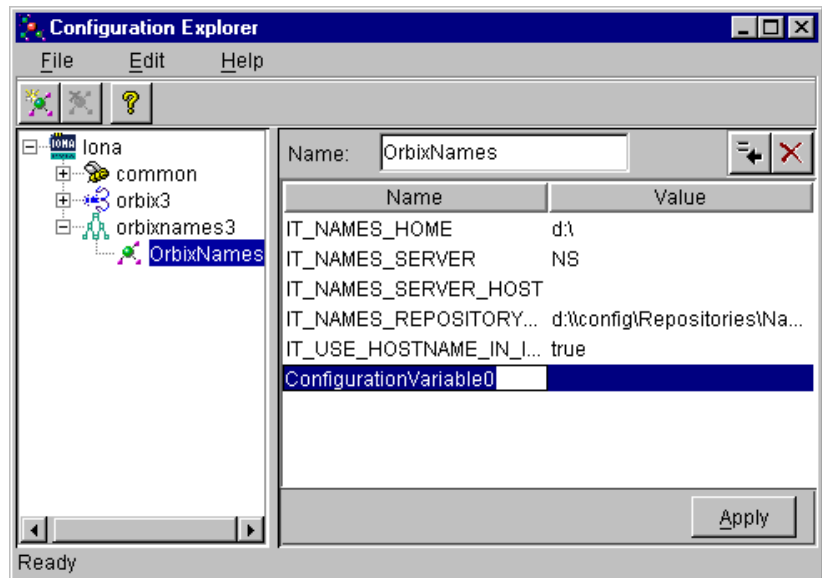 Configuration Explorer
File Edit Help
Iona
common
orbix3
orbixnames3
OrbixNames
Name: OrbixNames
Name Value
IT_NAMES_HOME d:\
IT_NAMES_SERVER NS
IT_NAMES_SERVER_HOST
IT_NAMES_REPOSITORY... d:\\config\Repositories\Na...
IT_USE_HOSTNAME_IN_I... true
ConfigurationVariable0
Apply
Ready